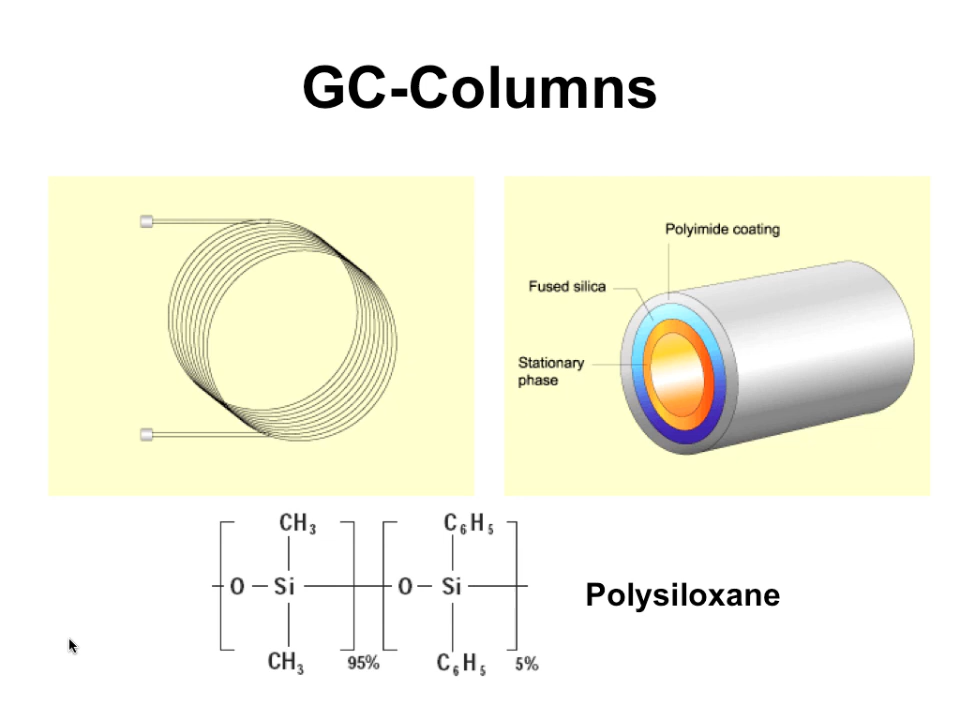 GC-Columns
Polyimide coating
Fused silica
Stationary
phase
CH3 C6H5
O Si O Si
Polysiloxane
CH3 95% C6H5 5%